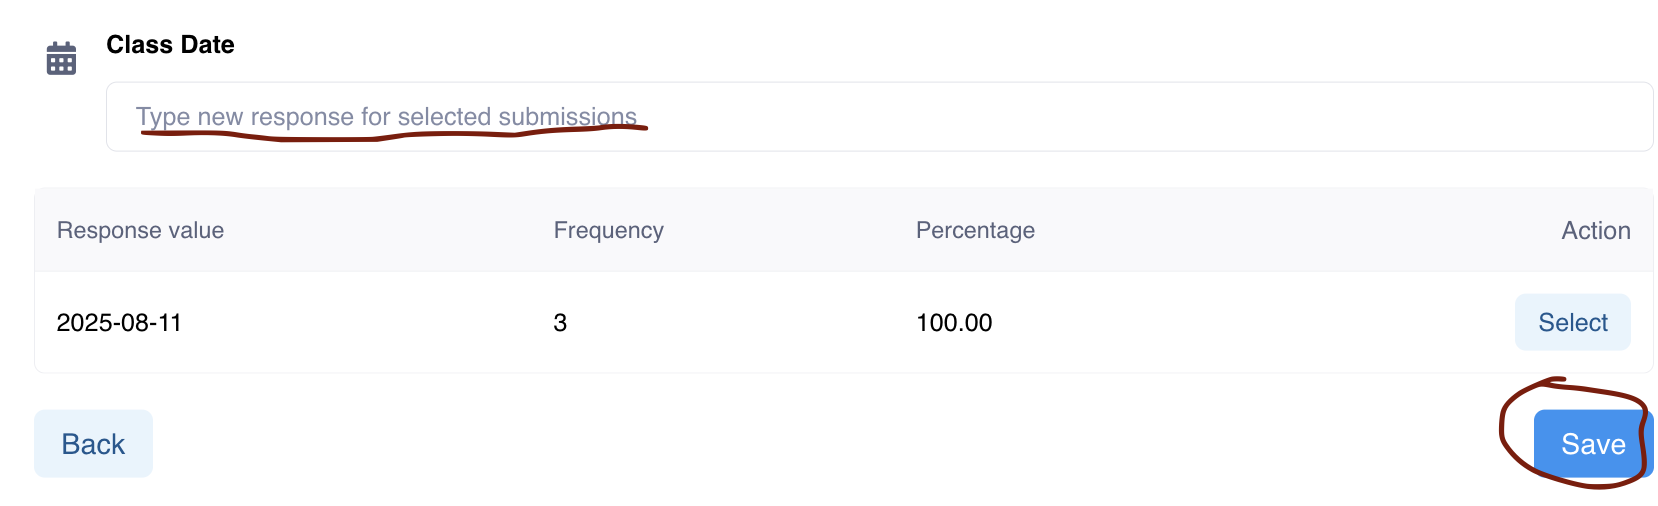 Class Date
Type new response for selected submissions
Response value Frequency Percentage Action
2025-08-11 3 100.00 Select
Back Save